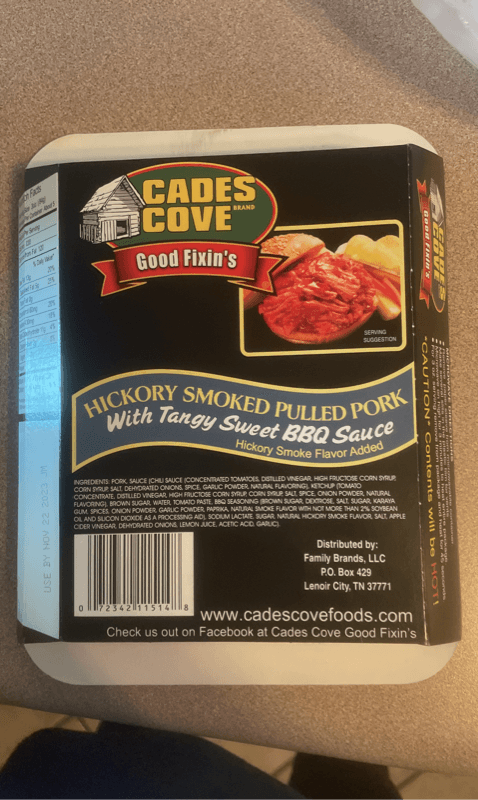 CADES
COVE BRAND
Good Fixin's
SERVING
SUGGESTION
HICKORY SMOKED PULLED PORK
With Tangy Sweet BBQ Sauce
Hickory Smoke Flavor Added
INGREDIENTS: PORK, SAUCE [CHILI SAUCE (CONCENTRATED TOMATOES, DISTILLED VINEGAR, HIGH FRUCTOSE CORN SYRUP,
CORN SYRUP, SALT, DEHYDRATED ONIONS, SPICE, GARLIC POWDER, NATURAL FLAVORING), KETCHUP (TOMATO
CONCENTRATE, DISTILLED VINEGAR, HIGH FRUCTOSE CORN SYRUP, CORN SYRUP, SALT, SPICE, ONION POWDER, NATURAL
FLAVORING), BROWN SUGAR, WATER, TOMATO PASTE, BBQ SEASONING (BROWN SUGAR, DEXTROSE, SALT, SUGAR, KARAYA
GUM, SPICES, ONION POWDER, GARLIC POWDER, PAPRIKA, NATURAL SMOKE FLAVOR WITH NOT MORE THAN 2% SOYBEAN
OIL AND SILICON DIOXIDE AS A PROCESSING AID), SODIUM LACTATE, SUGAR, NATURAL HICKORY SMOKE FLAVOR, SALT, APPLE
CIDER VINEGAR, DEHYDRATED ONIONS, LEMON JUICE, ACETIC ACID, GARLIC].
0 72342 11514 8
Distributed by:
Family Brands, LLC
P.O. Box 429
Lenoir City, TN 37771
www.cadescovefoods.com
Check us out on Facebook at Cades Cove Good Fixin's
USE BY NOV 22 2023
CADES
COVE
Good Fixin's
*CAUTION* Contents will be HOT!